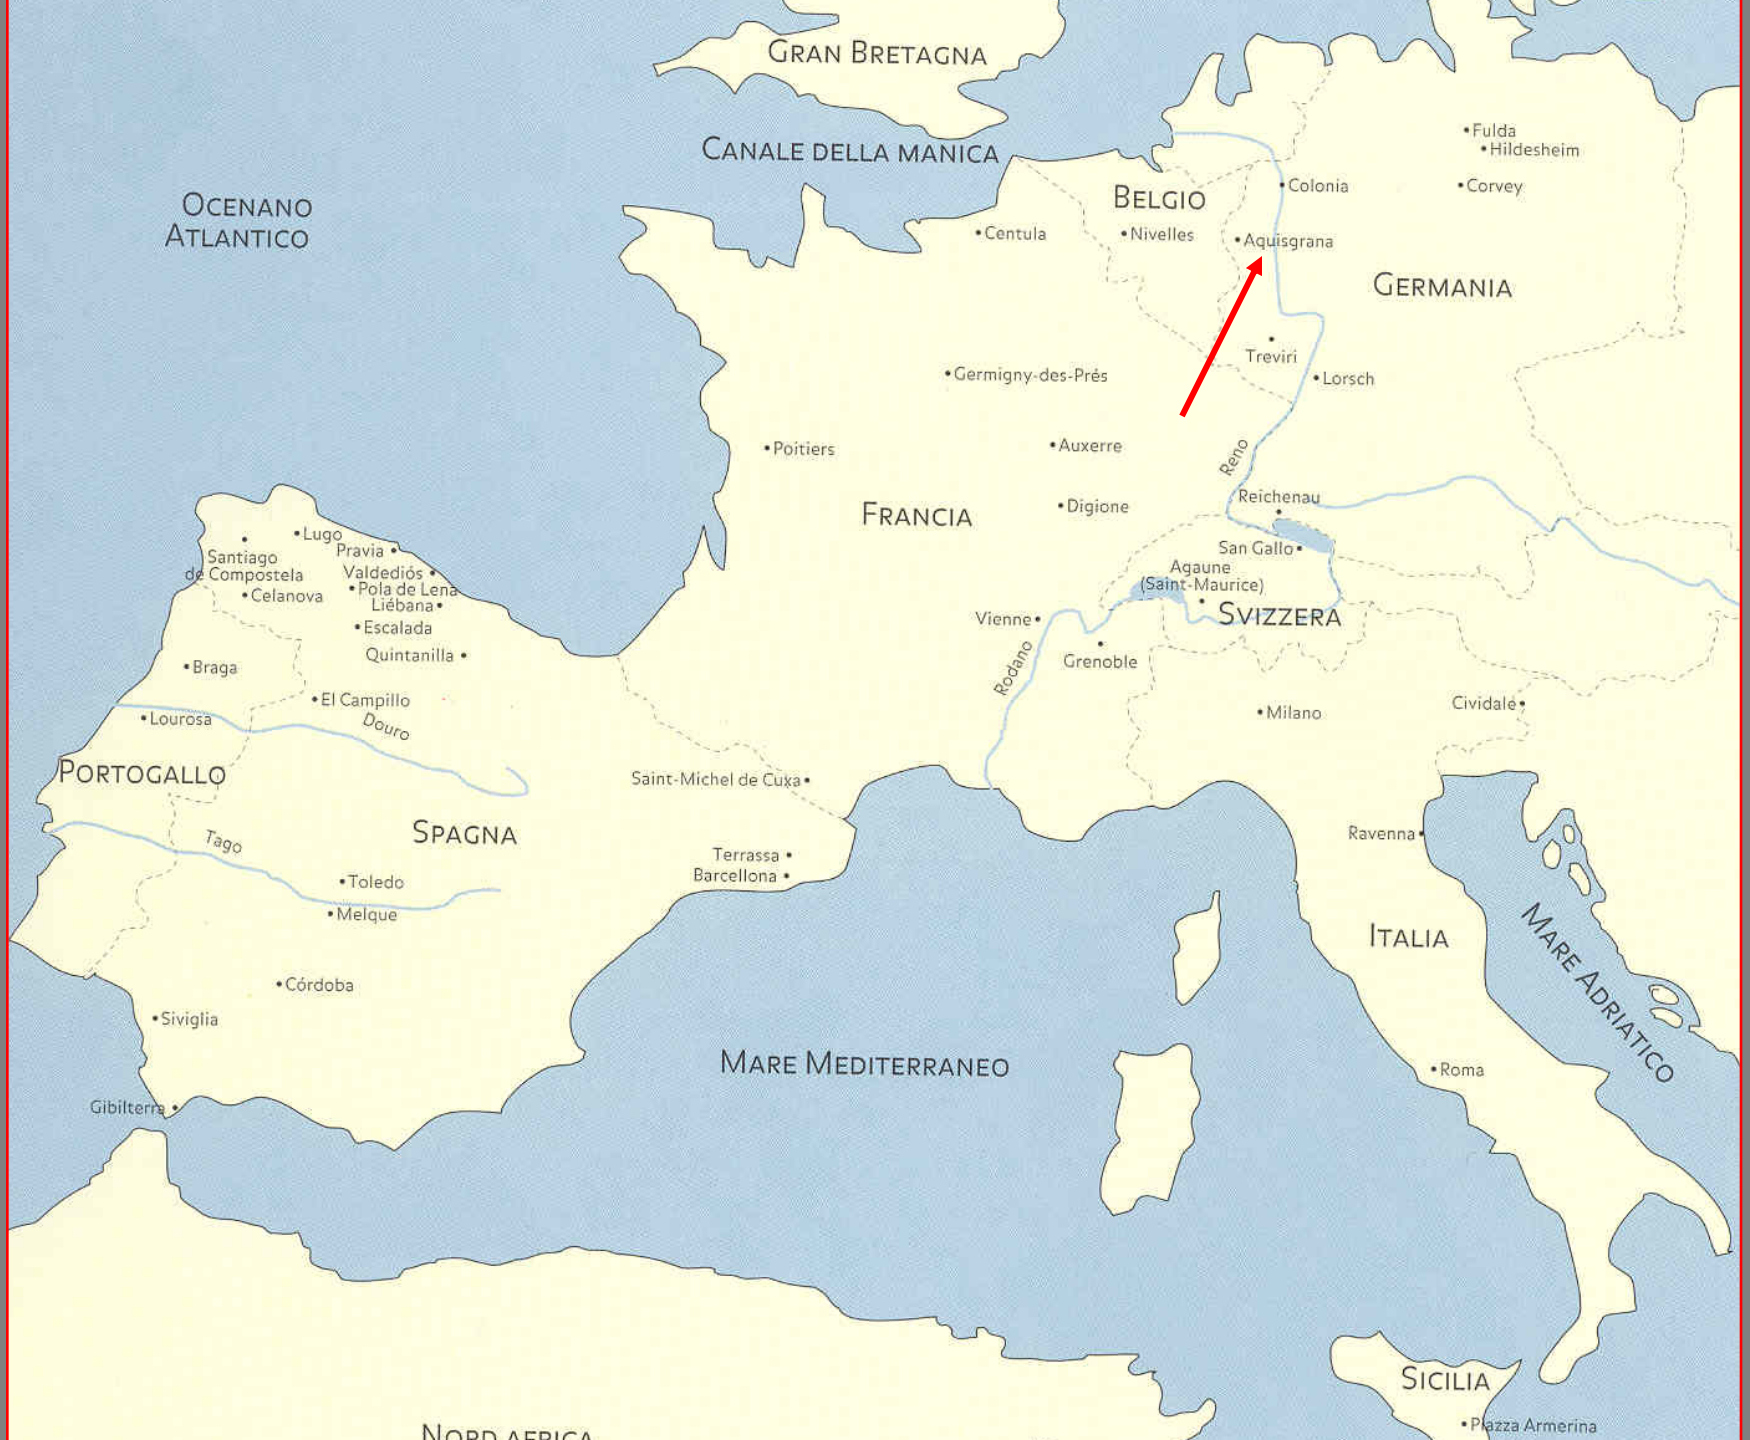 GRAN BRETAGNA
CANALE DELLA MANICA
OCENANO
ATLANTICO
Fulda
Hildesheim
Colonia
Corvey
BELGIO
Centula
Nivelles
Aquisgrana
GERMANIA
Treviri
Germigny-des-Prés
Lorsch
Poitiers
Auxerre
Reno
Reichenau
Digione
FRANCIA
Lugo
Pravia
San Gallo
Santiago
de Compostela
Valdediós
Agaune
(Saint-Maurice)
Pola de Lena
Celanova
Liébana
SVIZZERA
Vienne
Escalada
Quintanilla
Grenoble
Rodano
Braga
El Campillo
Cividale
Milano
Lourosa
Douro
PORTOGALLO
Saint-Michel de Cuxa
SPAGNA
Ravenna
Tago
Terrassa
Barcellona
Toledo
Melque
ITALIA
MARE ADRIATICO
Córdoba
Siviglia
MARE MEDITERRANEO
Roma
Gibilterra
SICILIA
Piazza Armerina
NORD AFRICA